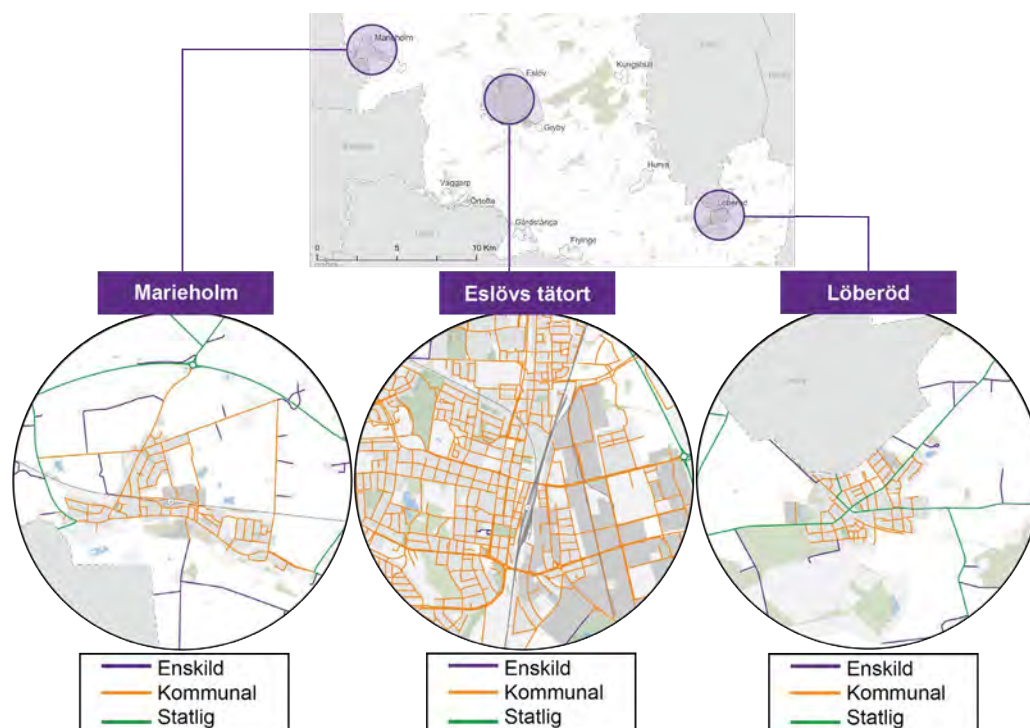 Marieholm
Eslöv
Kungshult
Gryby
Hurva
Väggarp
Örtofta
Löberöd
Gårdstånga
Flyinge
0 5 10 Km
Marieholm
Eslövs tätort
Löberöd
Enskild
Kommunal
Statlig
Enskild
Kommunal
Statlig
Enskild
Kommunal
Statlig